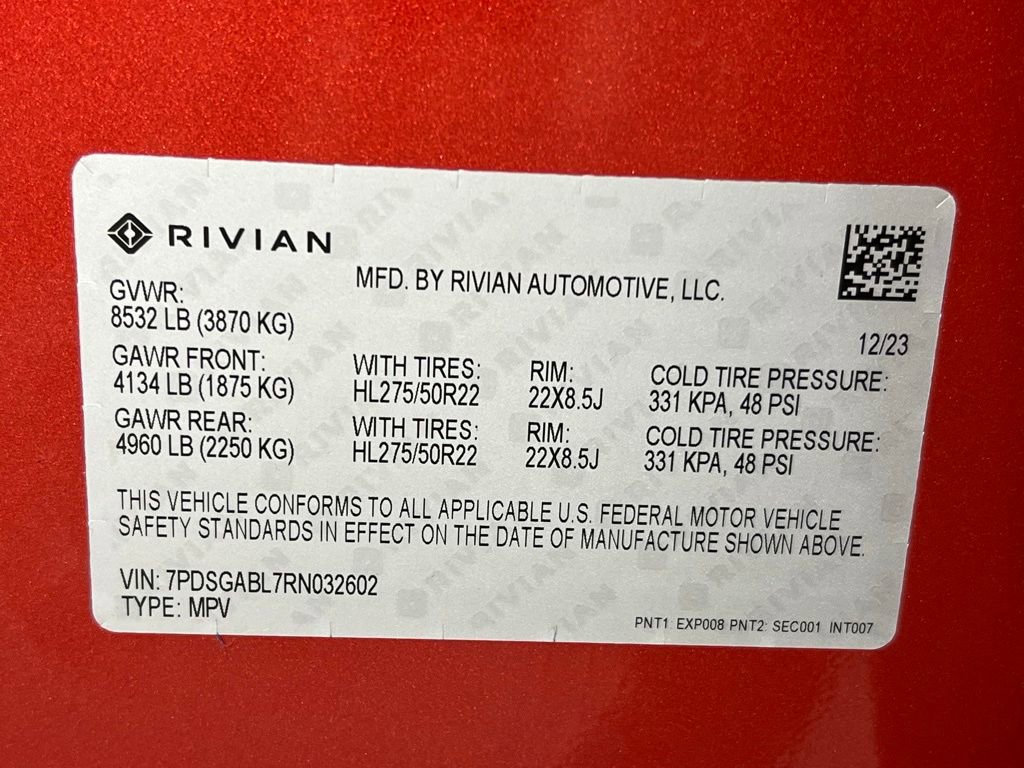 RIVIAN
MFD. BY RIVIAN AUTOMOTIVE, LLC.
GVWR:
8532 LB (3870 KG)
12/23
GAWR FRONT: WITH TIRES: RIM: COLD TIRE PRESSURE:
4134 LB (1875 KG) HL275/50R22 22X8.5J 331 KPA, 48 PSI
GAWR REAR: WITH TIRES: RIM: COLD TIRE PRESSURE:
4960 LB (2250 KG) HL275/50R22 22X8.5J 331 KPA, 48 PSI
THIS VEHICLE CONFORMS TO ALL APPLICABLE U.S. FEDERAL MOTOR VEHICLE
SAFETY STANDARDS IN EFFECT ON THE DATE OF MANUFACTURE SHOWN ABOVE.
VIN: 7PDSGABL7RN032602
TYPE: MPV
PNT1: EXP008 PNT2: SEC001 INT007